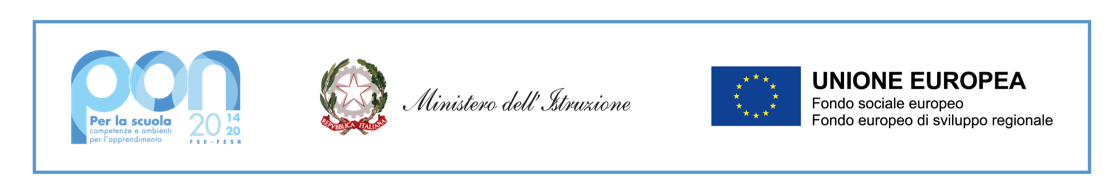 pon
Per la scuola
competenze e ambienti
per l'apprendimento
20 14
20
FSE-FESR
REPVBBLICA ITALIANA
Ministero dell'Istruzione
UNIONE EUROPEA
Fondo sociale europeo
Fondo europeo di sviluppo regionale